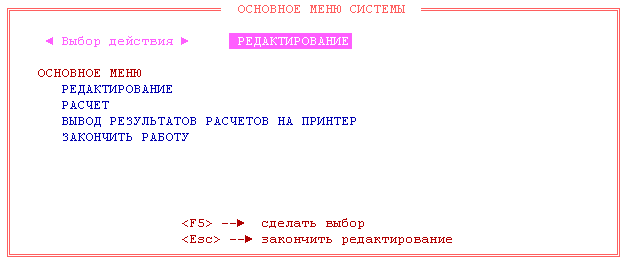 ОСНОВНОЕ МЕНЮ СИСТЕМЫ
◄ Выбор действия ► РЕДАКТИРОВАНИЕ
ОСНОВНОЕ МЕНЮ
РЕДАКТИРОВАНИЕ
РАСЧЕТ
ВЫВОД РЕЗУЛЬТАТОВ РАСЧЕТОВ НА ПРИНТЕР
ЗАКОНЧИТЬ РАБОТУ
<F5> --► сделать выбор
<Esc> --► закончить редактирование